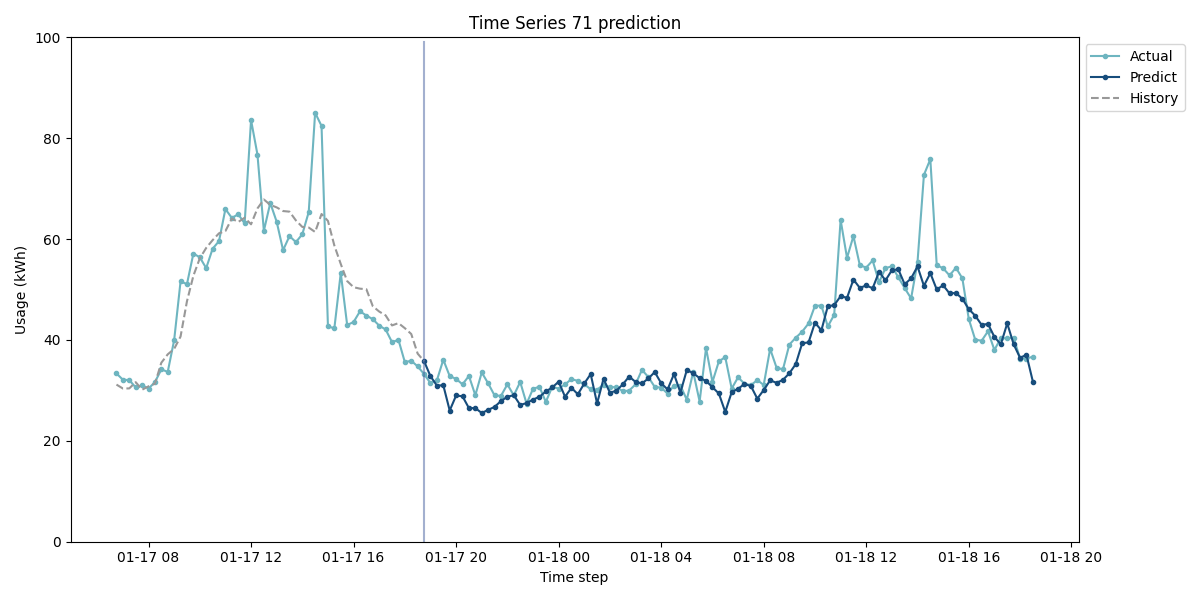 Time Series 71 prediction
Usage (kWh)
100
80
60
40
20
0
01-17 08
01-17 12
01-17 16
01-17 20
01-18 00
01-18 04
01-18 08
01-18 12
01-18 16
01-18 20
Time step
Actual
Predict
History